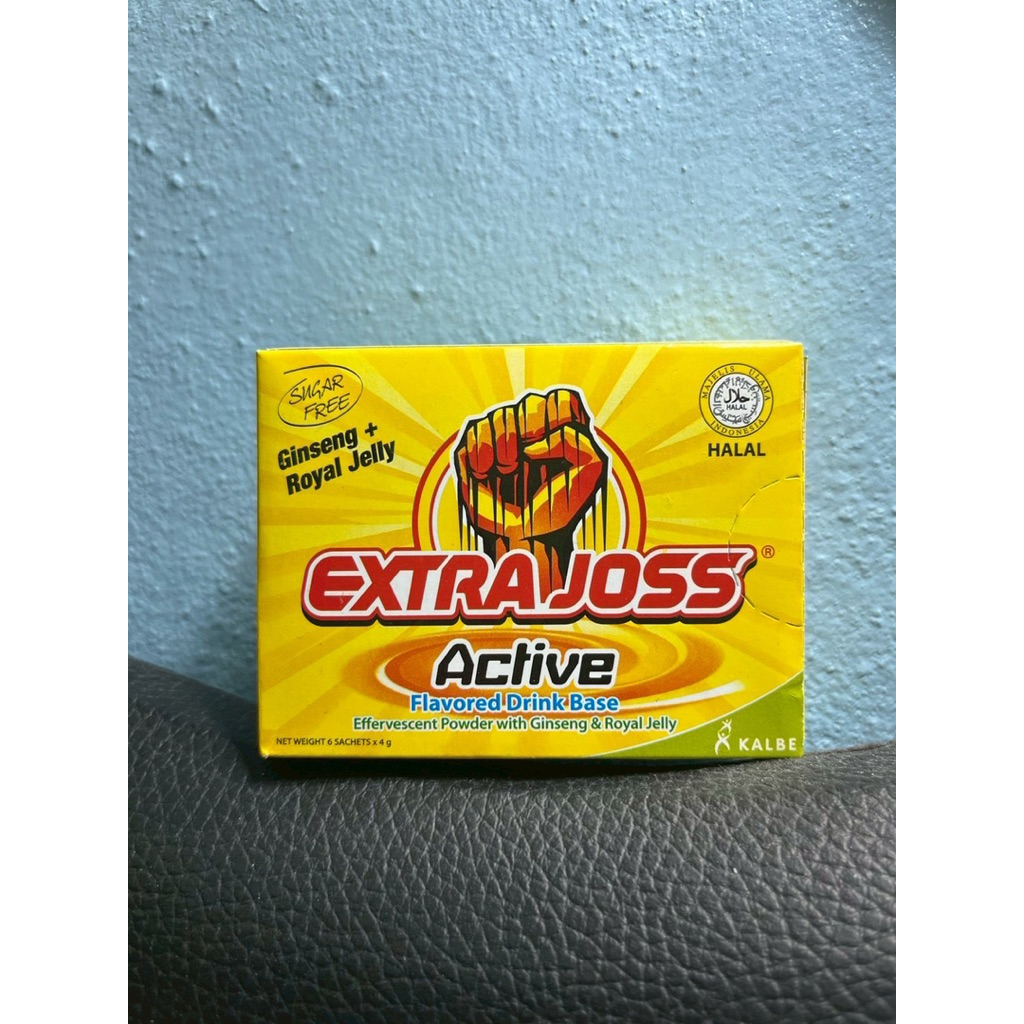 SUGAR
FREE
Ginseng +
Royal Jelly
MAJELIS ULAMA
INDONESIA
حلال
HALAL
HALAL
EXTRA JOSS®
Active
Flavored Drink Base
Effervescent Powder with Ginseng & Royal Jelly
NET WEIGHT 6 SACHETS x 4 g
KALBE